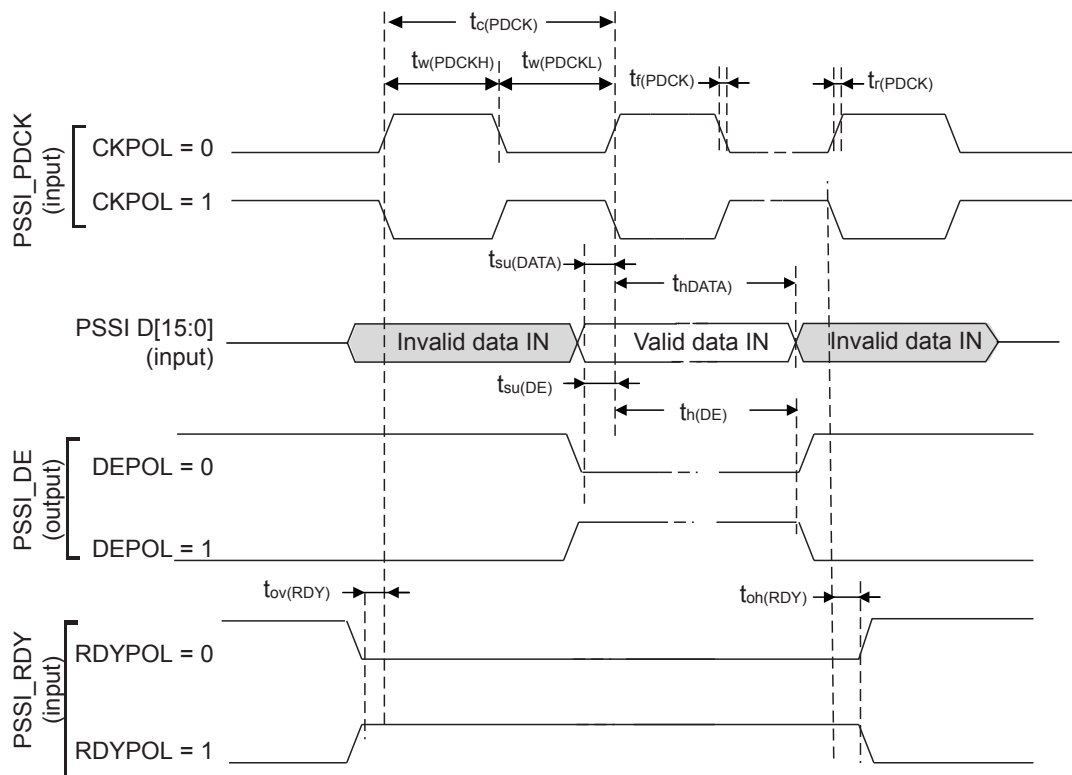 tc(PDCK)
tw(PDCKH)
tw(PDCKL)
tf(PDCK)
tr(PDCK)
PSSI_PDCK
(input)
CKPOL = 0
CKPOL = 1
tsu(DATA)
thDATA)
PSSI D[15:0]
(input)
Invalid data IN
Valid data IN
Invalid data IN
tsu(DE)
th(DE)
PSSI_DE
(output)
DEPOL = 0
DEPOL = 1
tov(RDY)
toh(RDY)
PSSI_RDY
(input)
RDYPOL = 0
RDYPOL = 1